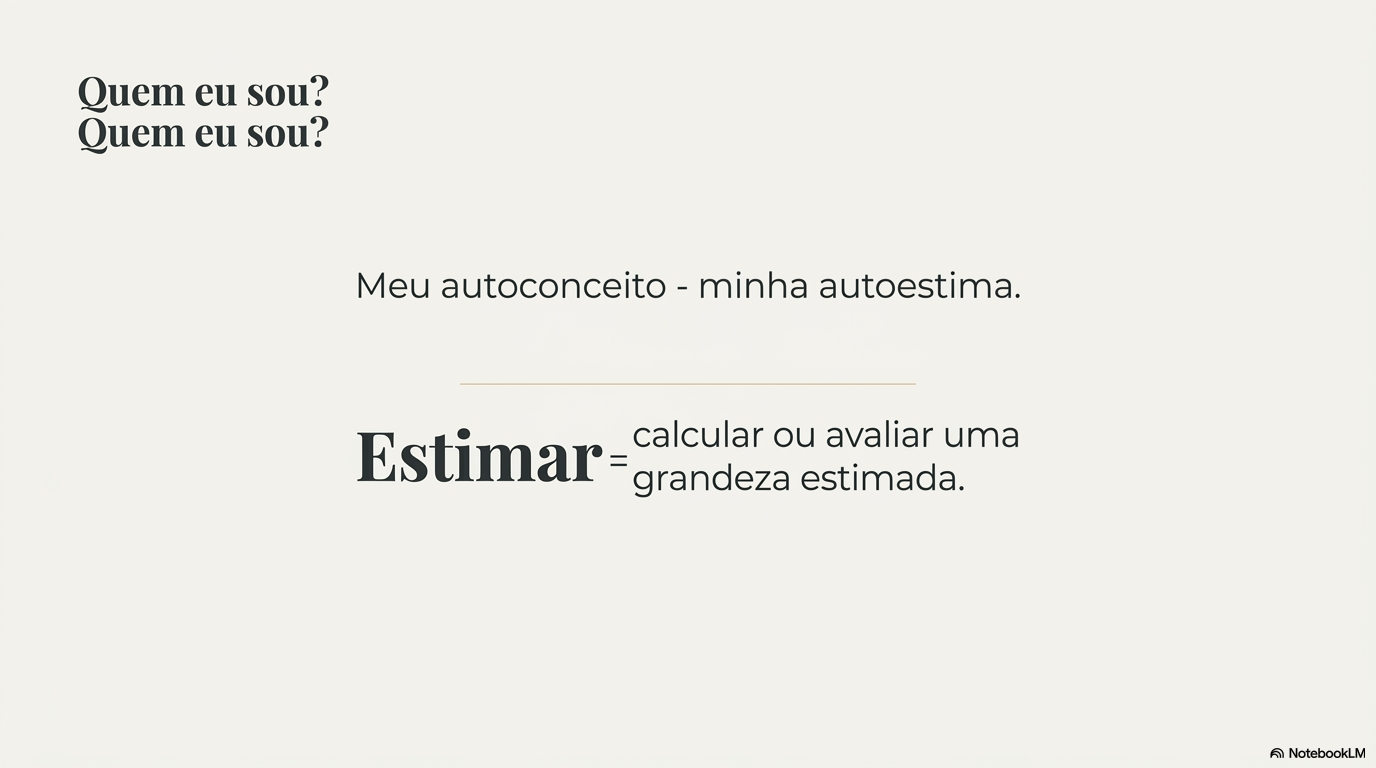 Quem eu sou?
Quem eu sou?
Meu autoconceito - minha autoestima.
Estimar = calcular ou avaliar uma
grandeza estimada.
NotebookLM